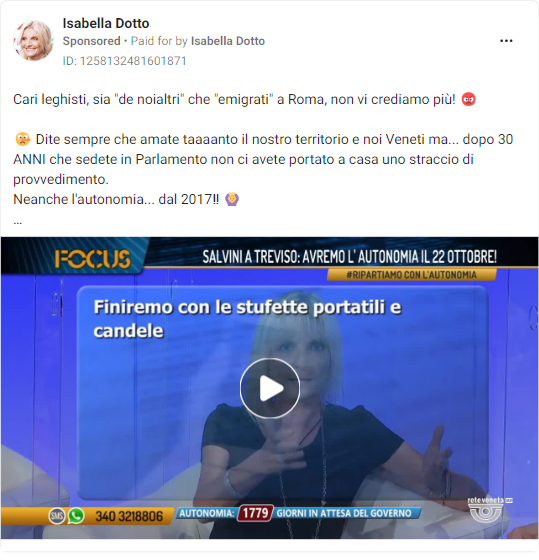 Isabella Dotto
Sponsored • Paid for by Isabella Dotto
ID: 1258132481601871
Cari leghisti, sia "de noialtri" che "emigrati" a Roma, non vi crediamo più! 😡
😩 Dite sempre che amate taaaanto il nostro territorio e noi Veneti ma... dopo 30
ANNI che sedete in Parlamento non ci avete portato a casa uno straccio di
provvedimento.
Neanche l'autonomia... dal 2017!! 🙆‍♀️
...
FOCUS
SALVINI A TREVISO: AVREMO L' AUTONOMIA IL 22 OTTOBRE!
#RIPARTIAMO CON L'AUTONOMIA
Finiremo con le stufette portatili e
candele
reteveneta HD
SMS 340 3218806 AUTONOMIA: 1779 GIORNI IN ATTESA DEL GOVERNO